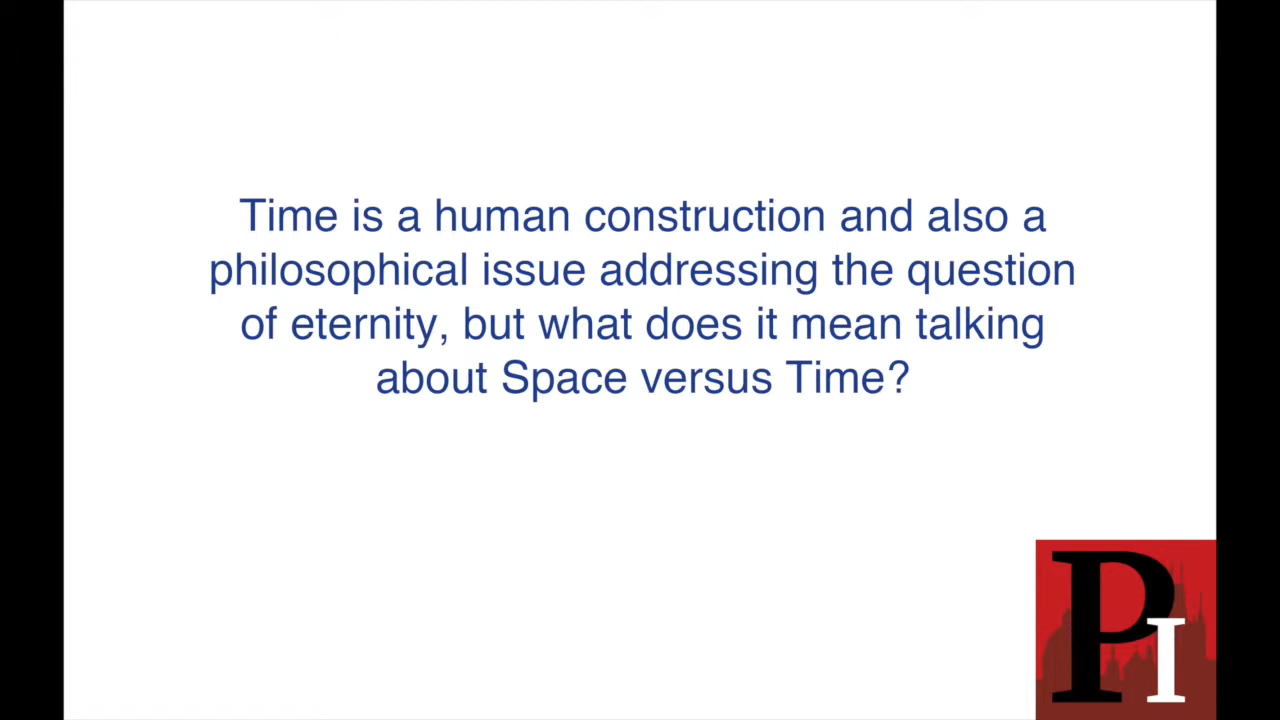 Time is a human construction and also a
philosophical issue addressing the question
of eternity, but what does it mean talking
about Space versus Time?
PI